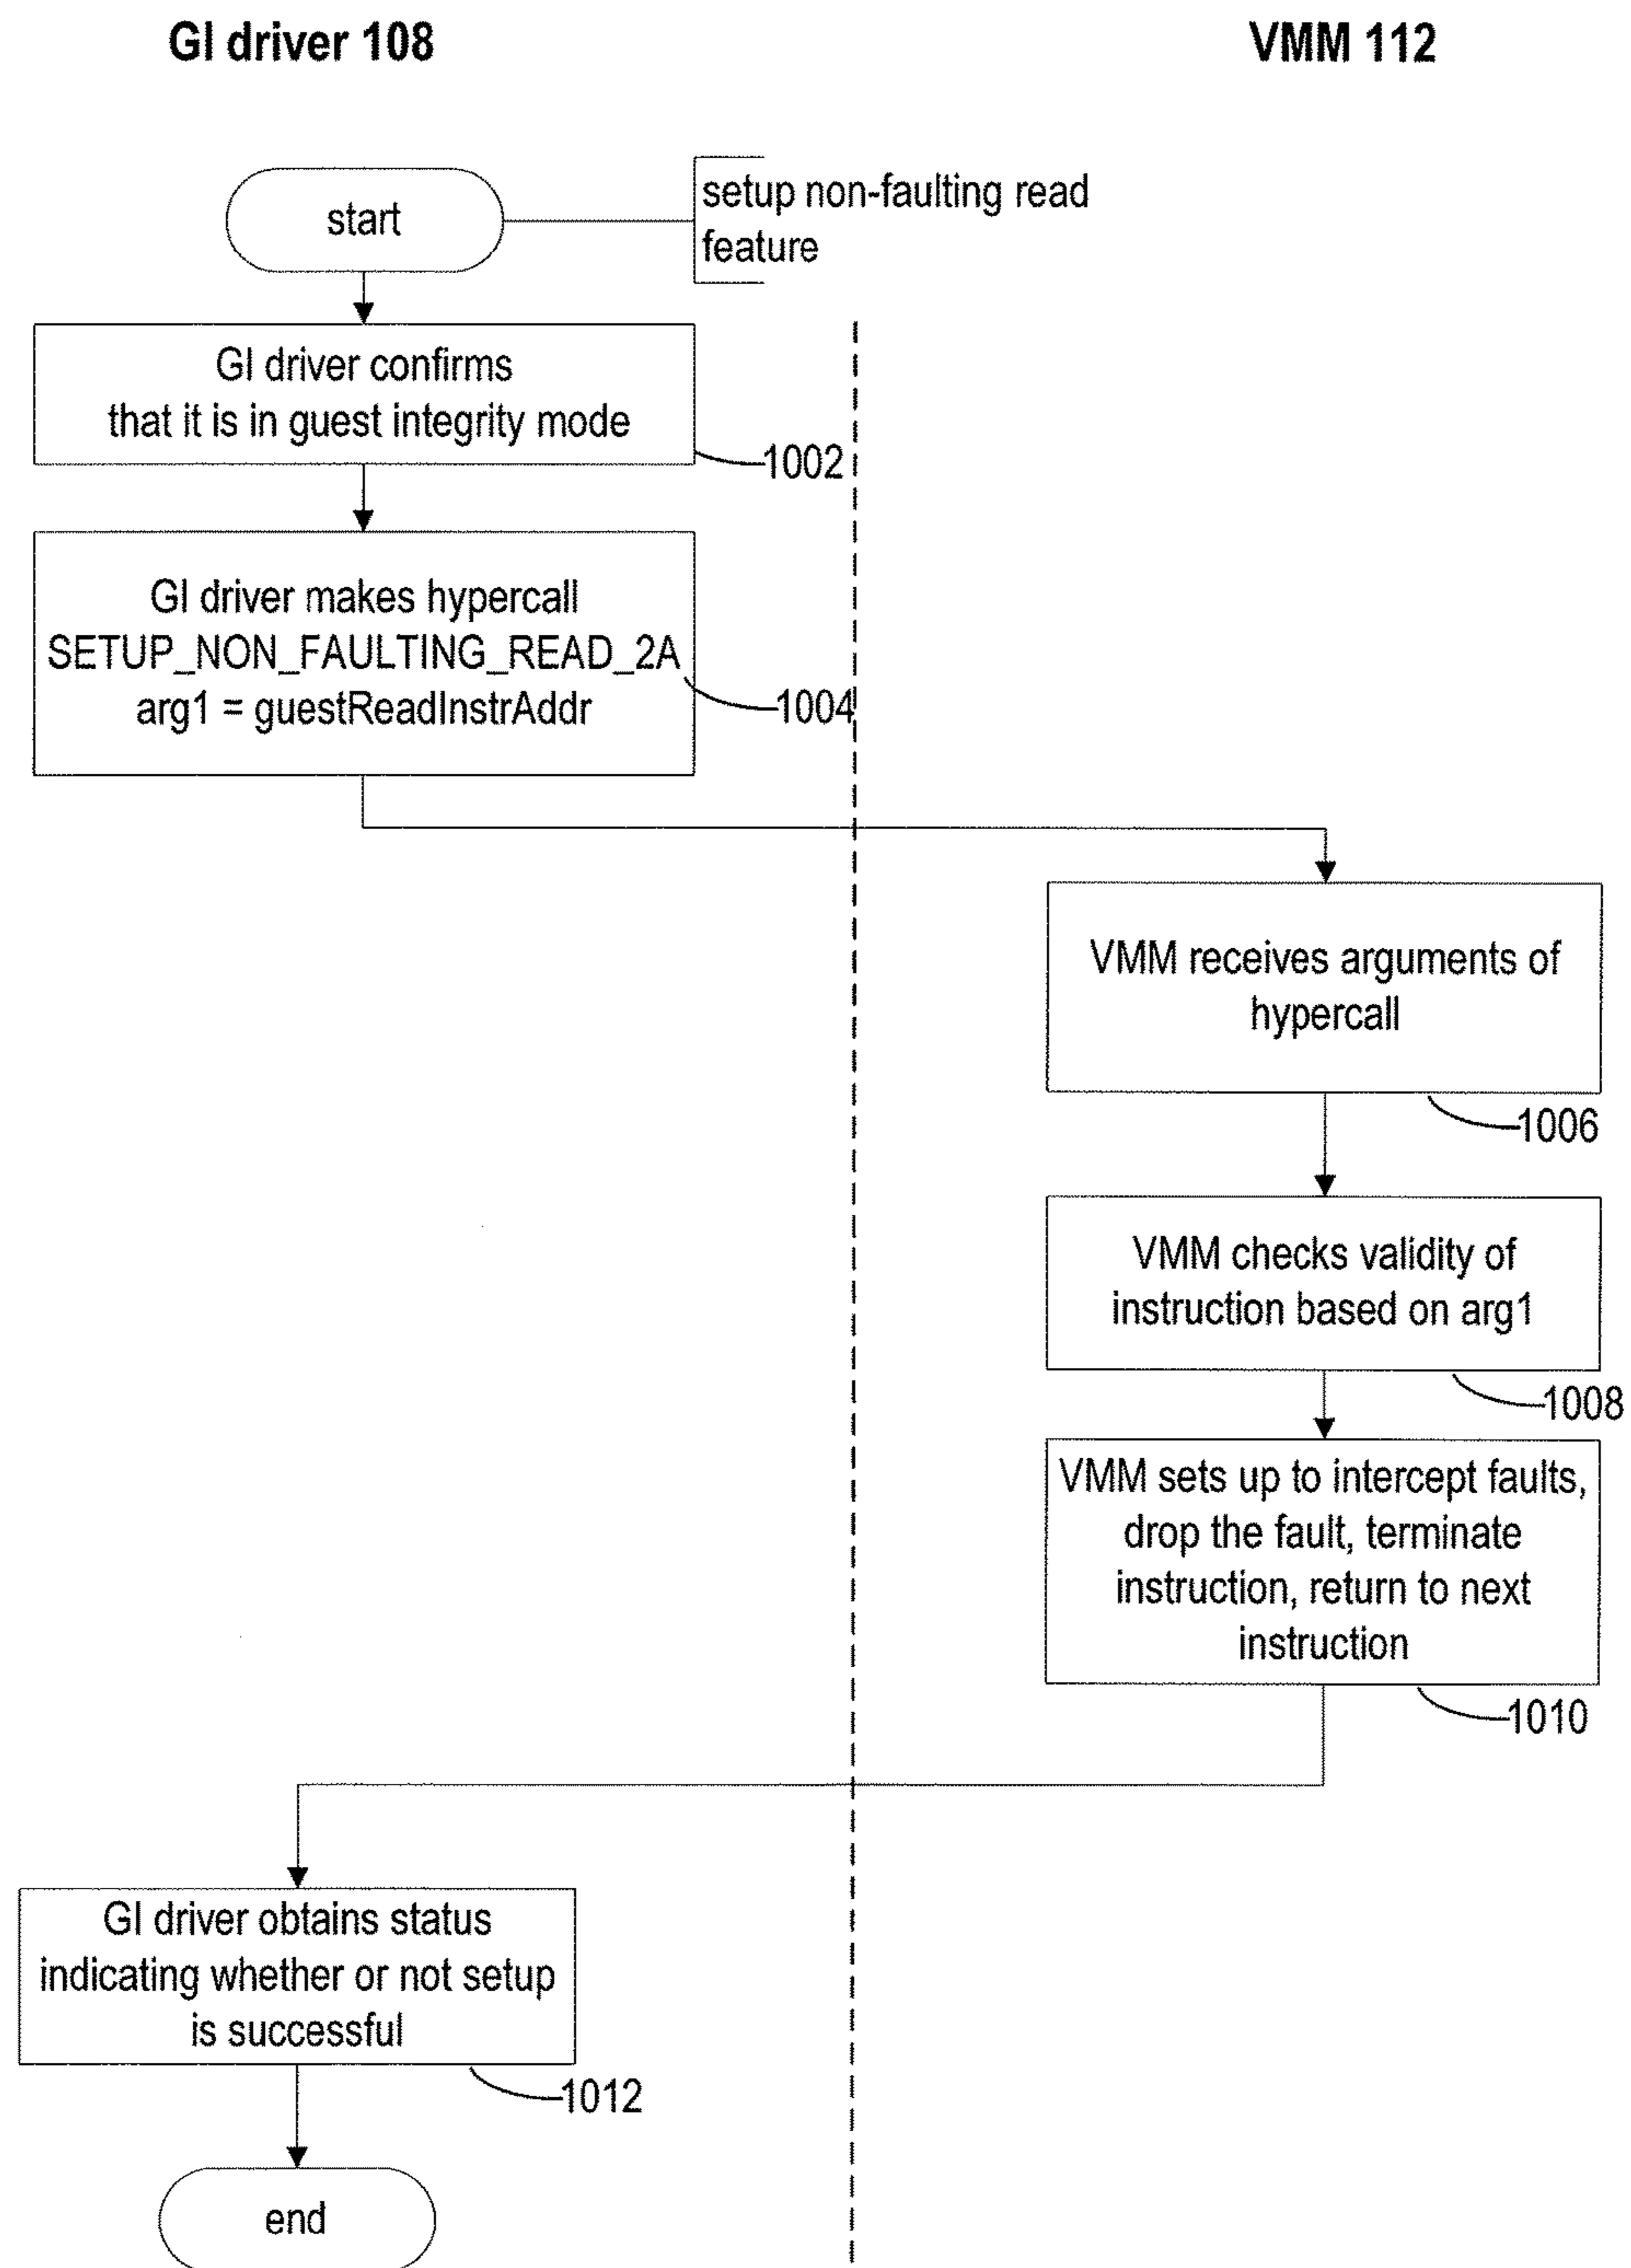 GI driver 108
VMM 112
start
setup non-faulting read
feature
GI driver confirms
that it is in guest integrity mode
1002
GI driver makes hypercall
SETUP_NON_FAULTING_READ_2A
arg1 = guestReadInstrAddr
1004
VMM receives arguments of
hypercall
1006
VMM checks validity of
instruction based on arg1
1008
VMM sets up to intercept faults,
drop the fault, terminate
instruction, return to next
instruction
1010
GI driver obtains status
indicating whether or not setup
is successful
1012
end